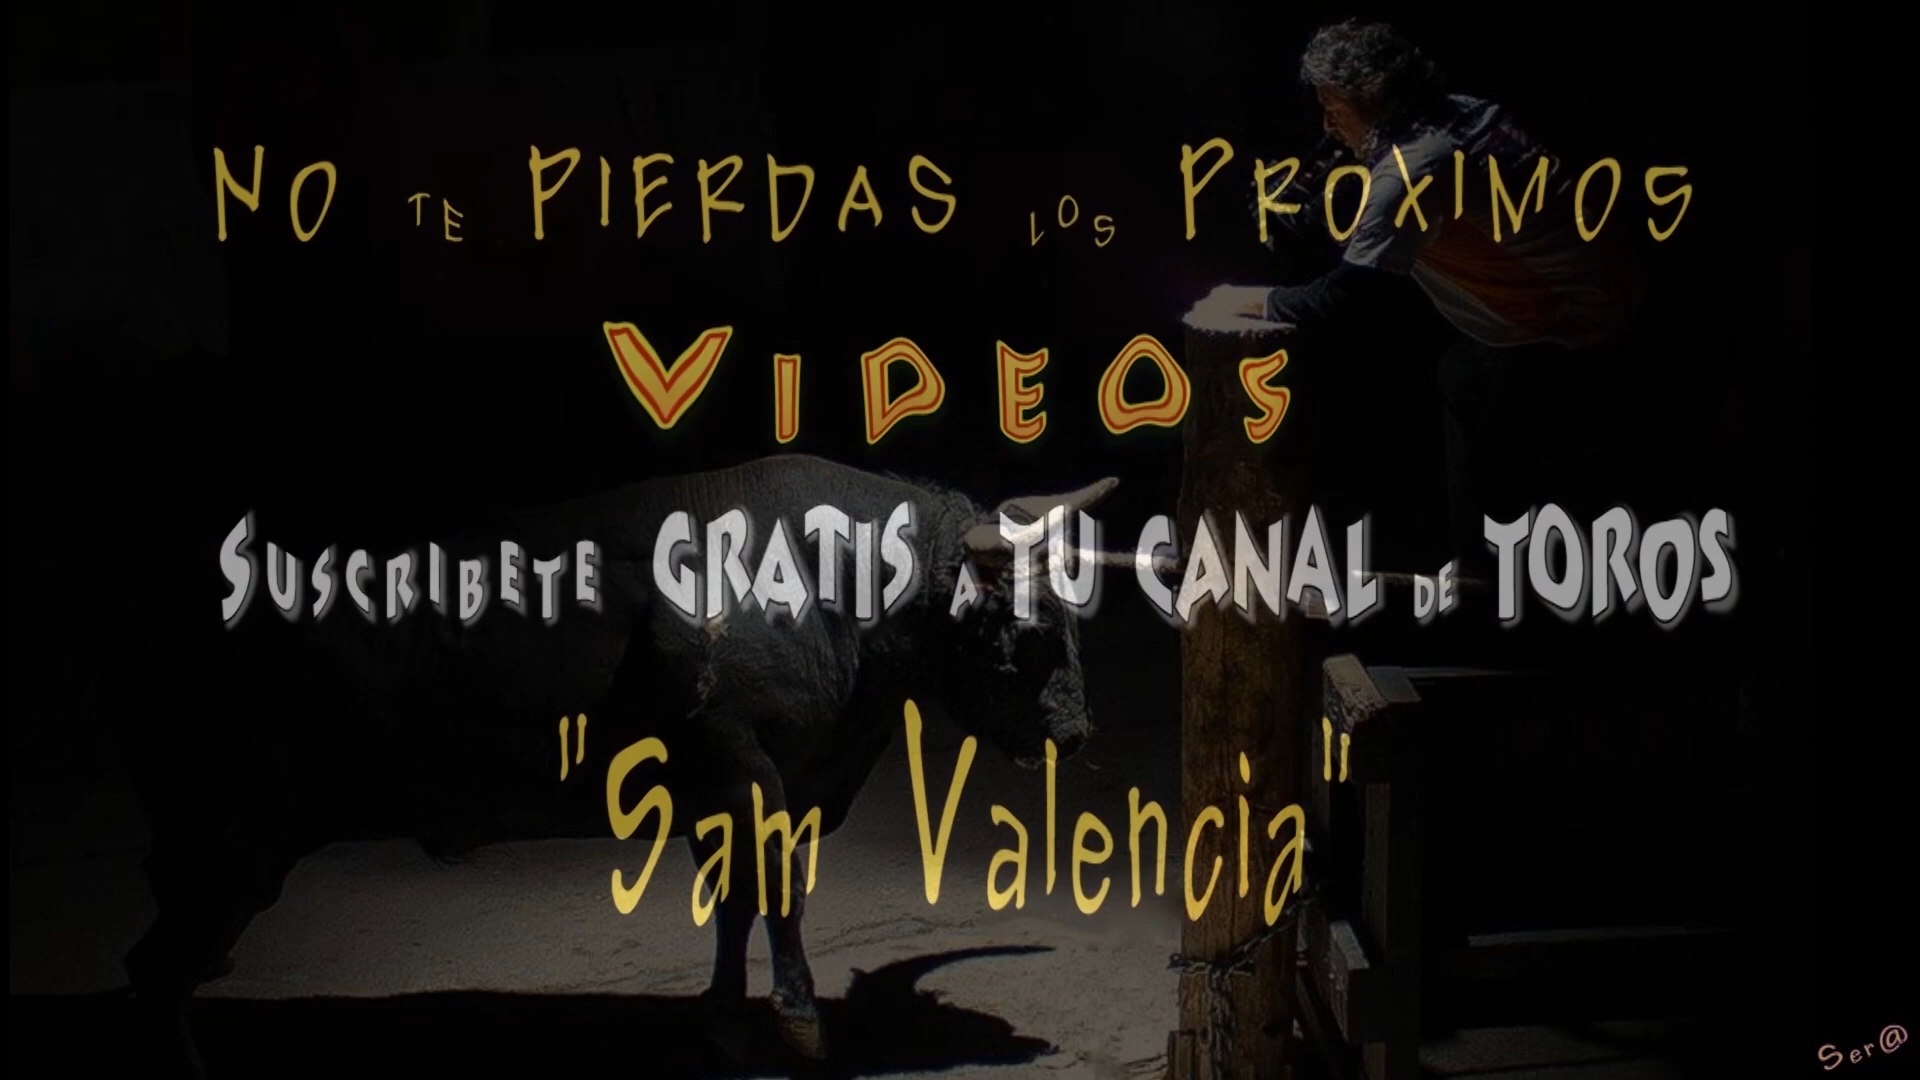 NO TE PIERDAS LOS PROXIMOS
VIDEOS
SUSCRIBETE GRATIS A TU CANAL DE TOROS
"Sam Valencia"
Ser@